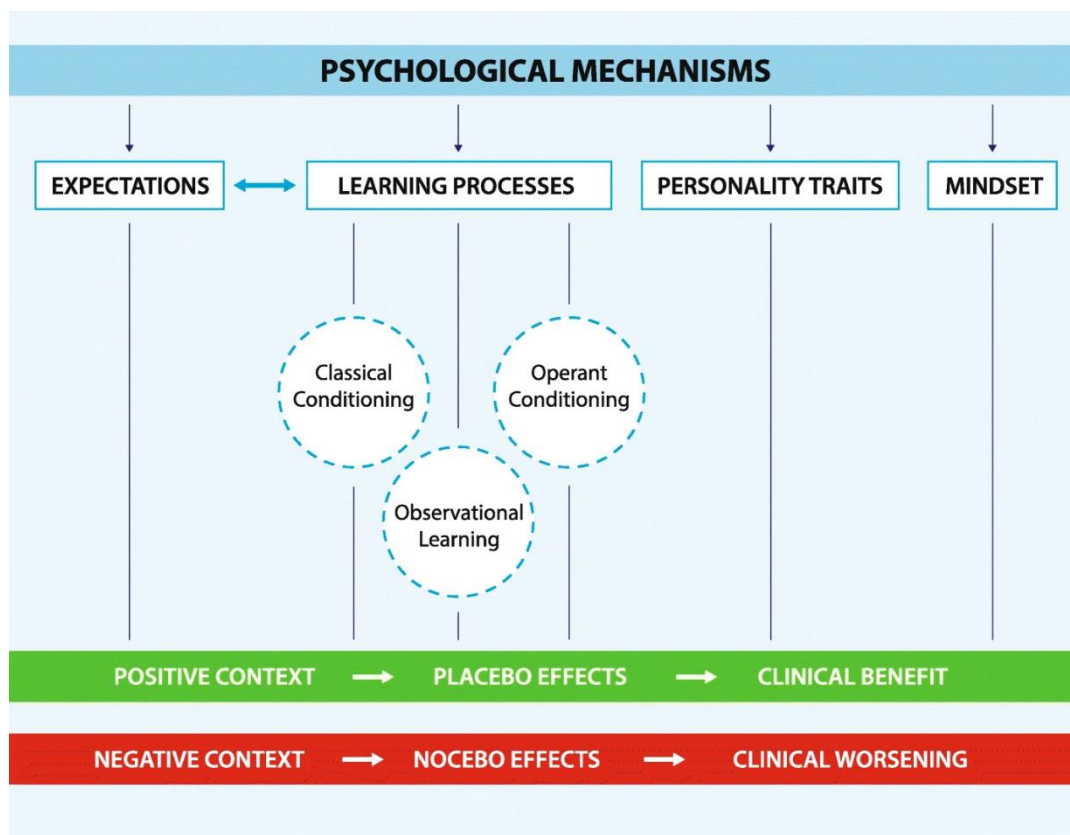 PSYCHOLOGICAL MECHANISMS
EXPECTATIONS
LEARNING PROCESSES
PERSONALITY TRAITS
MINDSET
Classical
Conditioning
Operant
Conditioning
Observational
Learning
POSITIVE CONTEXT
PLACEBO EFFECTS
CLINICAL BENEFIT
NEGATIVE CONTEXT
NOCEBO EFFECTS
CLINICAL WORSENING